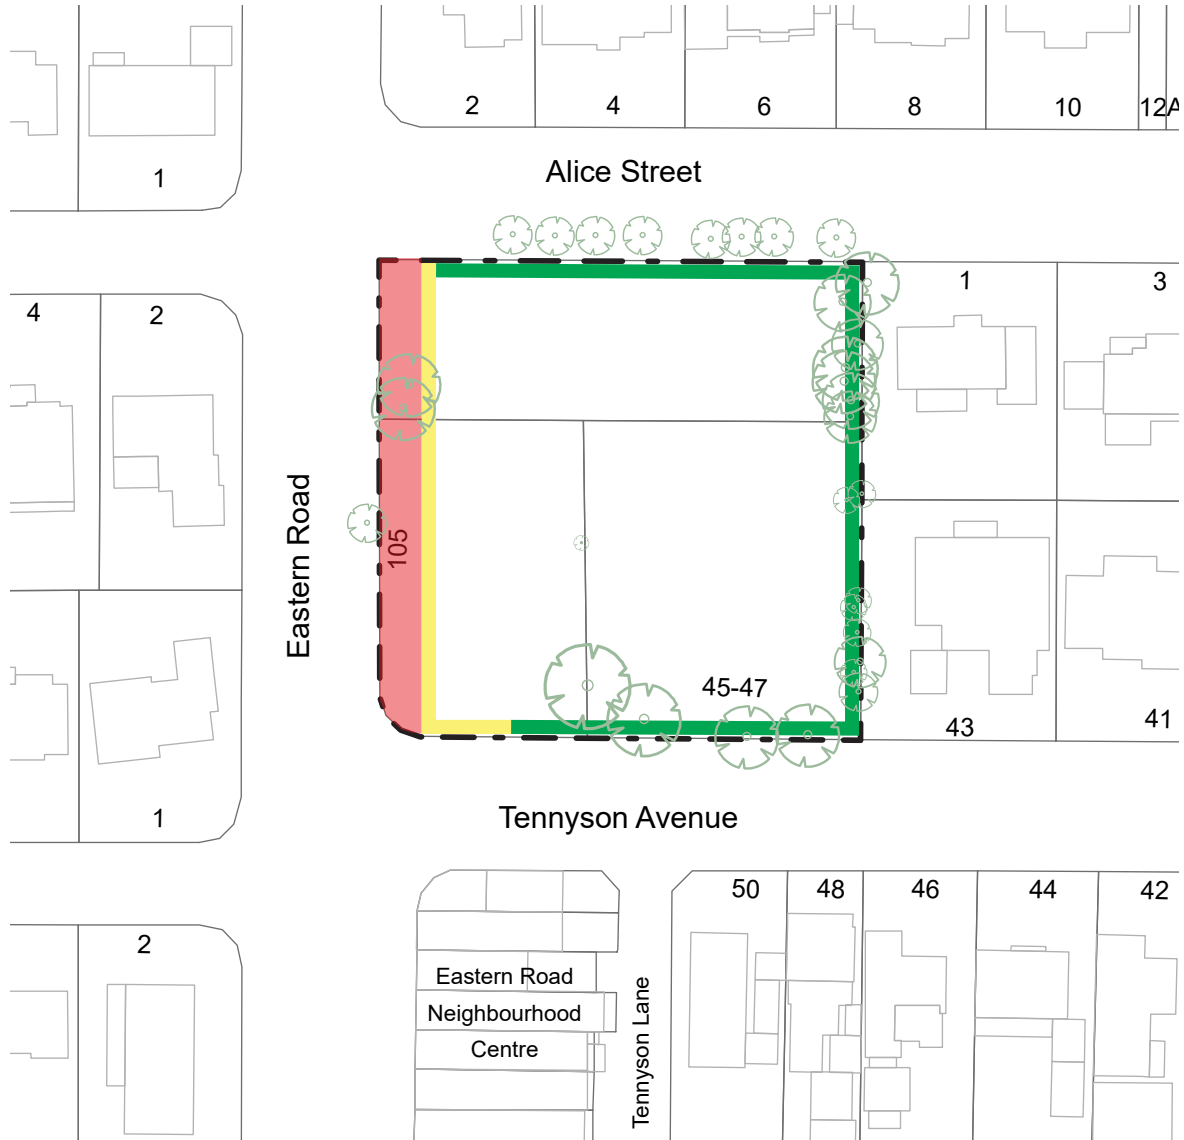 2
4
6
8
10
12A
1
Alice Street
4
2
1
3
Eastern Road
105
45-47
43
41
1
Tennyson Avenue
50
48
46
44
42
2
Eastern Road
Neighbourhood
Centre
Tennyson Lane